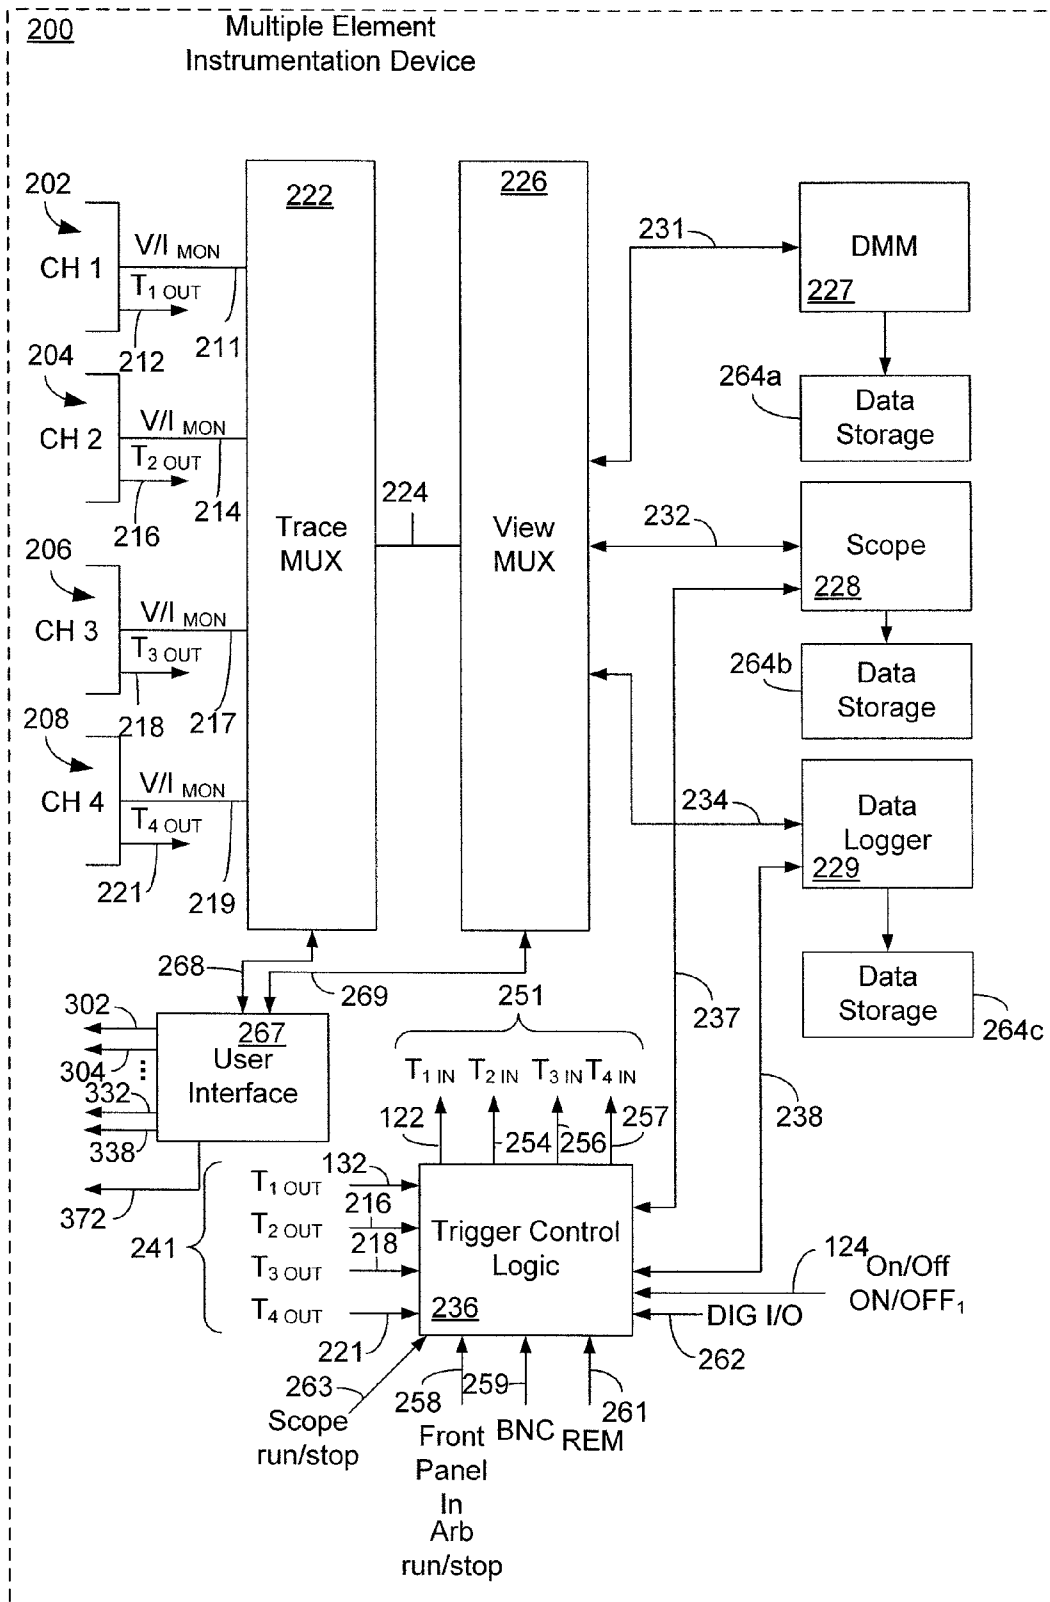 200
Multiple Element
Instrumentation Device
202
CH 1
V/I MON
T1 OUT
212
211
204
CH 2
V/I MON
T2 OUT
216
214
206
CH 3
V/I MON
T3 OUT
218
217
208
CH 4
V/I MON
T4 OUT
221
219
222
Trace
MUX
224
226
View
MUX
231
DMM
227
264a
Data
Storage
232
Scope
228
264b
Data
Storage
234
Data
Logger
229
Data
Storage
264c
237
238
268
269
302
304
332
338
372
267
User
Interface
251
T1 IN T2 IN T3 IN T4 IN
122
254
256
257
241
T1 OUT
132
T2 OUT
216
T3 OUT
218
T4 OUT
221
Trigger Control
Logic
236
124
On/Off
ON/OFF1
DIG I/O
262
263
Scope
run/stop
258
Front
Panel
In
Arb
run/stop
259
BNC
261
REM